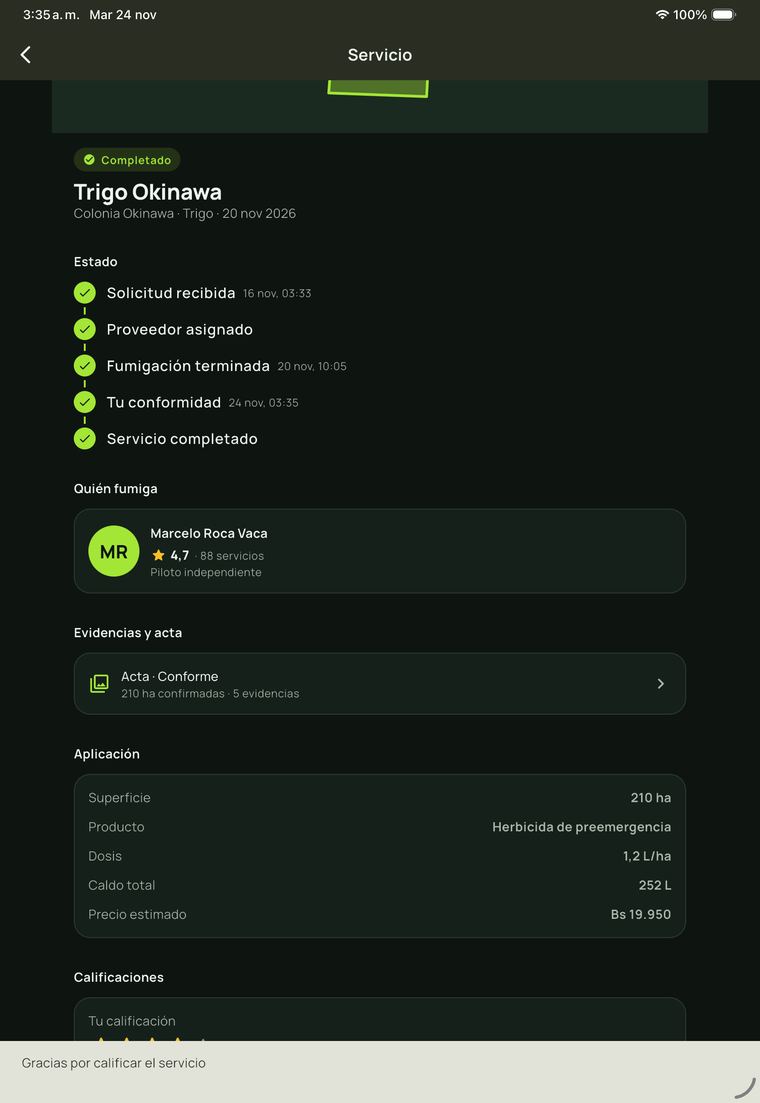 3:35 a. m. Mar 24 nov
100%
Servicio
Completado
Trigo Okinawa
Colonia Okinawa · Trigo · 20 nov 2026
Estado
Solicitud recibida 16 nov, 03:33
Proveedor asignado
Fumigación terminada 20 nov, 10:05
Tu conformidad 24 nov, 03:35
Servicio completado
Quién fumiga
MR
Marcelo Roca Vaca
4,7 · 88 servicios
Piloto independiente
Evidencias y acta
Acta · Conforme
210 ha confirmadas · 5 evidencias
Aplicación
Superficie 210 ha
Producto Herbicida de preemergencia
Dosis 1,2 L/ha
Caldo total 252 L
Precio estimado Bs 19.950
Calificaciones
Tu calificación
Gracias por calificar el servicio